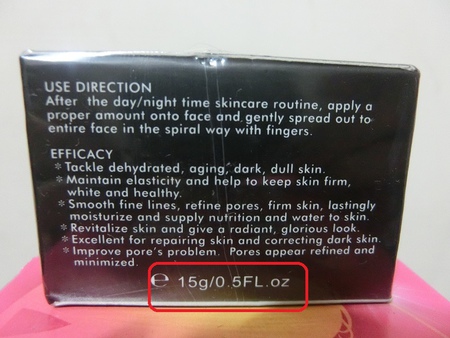 USE DIRECTION
After the day/night time skincare routine, apply a
proper amount onto face and gently spread out to
entire face in the spiral way with fingers.
EFFICACY
* Tackle dehydrated, aging, dark, dull skin.
* Maintain elasticity and help to keep skin firm,
white and healthy.
* Smooth fine lines, refine pores, firm skin, lastingly
moisturize and supply nutrition and water to skin.
* Revitalize skin and give a radiant, glorious look.
* Excellent for repairing skin and correcting dark skin.
* Improve pore's problem. Pores appear refined and
minimized.
℮ 15g/0.5FL.oz